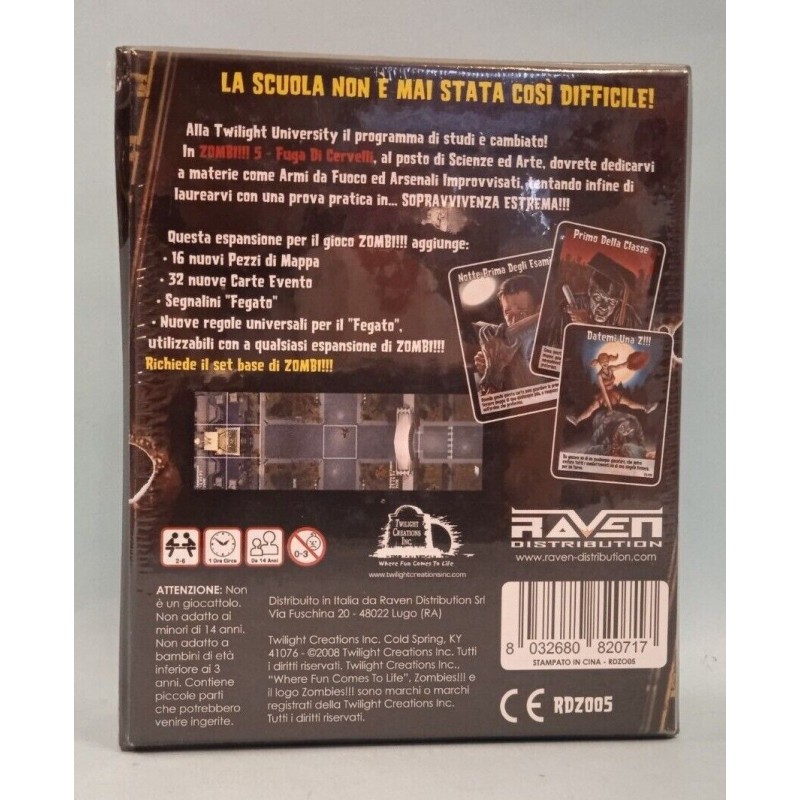 LA SCUOLA NON È MAI STATA COSÌ DIFFICILE!
Alla Twilight University il programma di studi è cambiato!
In ZOMBI!!! 5 - Fuga Di Cervelli, al posto di Scienze ed Arte, dovrete dedicarvi
a materie come Armi da Fuoco ed Arsenali Improvvisati, tentando infine di
laurearvi con una prova pratica in... SOPRAVVIVENZA ESTREMA!!!
Questa espansione per il gioco ZOMBI!!! aggiunge:
• 16 nuovi Pezzi di Mappa
• 32 nuove Carte Evento
• Segnalini "Fegato"
• Nuove regole universali per il "Fegato",
utilizzabili con a qualsiasi espansione di ZOMBI!!!
Richiede il set base di ZOMBI!!!
Notte Prima Degli Esami
Primo Della Classe
Datemi Una Z!!!
2-6
1 Ora Circa
Da 14 Anni
0-3
TWILIGHT
CREATIONS
INC.
Where Fun Comes To Life
www.twilightcreationsinc.com
RAVEN
DISTRIBUTION
www.raven-distribution.com
ATTENZIONE: Non
è un giocattolo.
Non adatto ai
minori di 14 anni.
Non adatto a
bambini di età
inferiore ai 3
anni. Contiene
piccole parti
che potrebbero
venire ingerite.
Distribuito in Italia da Raven Distribution Srl
Via Fuschina 20 - 48022 Lugo (RA)
Twilight Creations Inc. Cold Spring, KY
41076 - ©2008 Twilight Creations Inc. Tutti
i diritti riservati. Twilight Creations Inc.,
"Where Fun Comes To Life", Zombies!!! e
il logo Zombies!!! sono marchi o marchi
registrati della Twilight Creations Inc.
Tutti i diritti riservati.
8 032680 820717
STAMPATO IN CINA - RDZ005
CE RDZ005